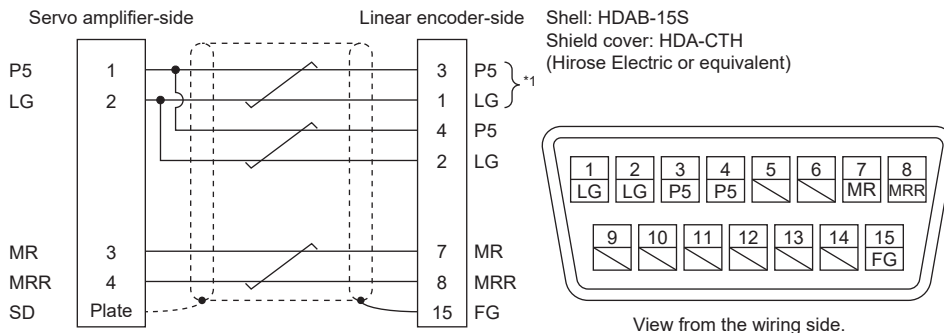 Servo amplifier-side
Linear encoder-side
Shell: HDAB-15S
Shield cover: HDA-CTH
(Hirose Electric or equivalent)
P5 1 3 P5
LG 2 1 LG
*1
4 P5
2 LG
MR 3 7 MR
MRR 4 8 MRR
SD Plate 15 FG
1 2 3 4 5 6 7 8
LG LG P5 P5 MR MRR
9 10 11 12 13 14 15
FG
View from the wiring side.